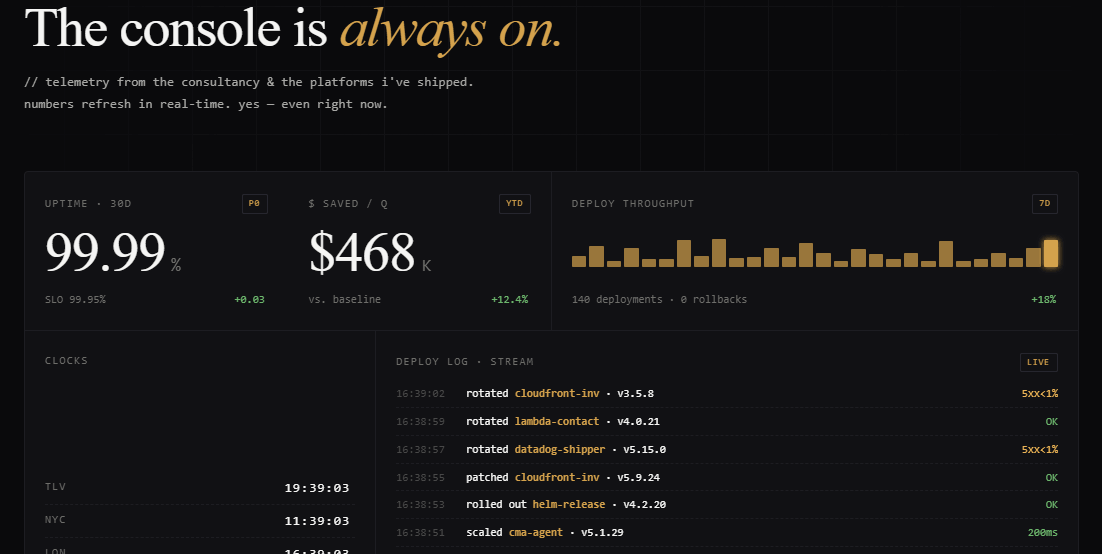 The console is always on.
// telemetry from the consultancy & the platforms i've shipped.
numbers refresh in real-time. yes — even right now.
UPTIME · 30D P0
99.99 %
SLO 99.95% +0.03
$ SAVED / Q YTD
$468 K
vs. baseline +12.4%
DEPLOY THROUGHPUT 7D
140 deployments · 0 rollbacks +18%
CLOCKS
TLV 19:39:03
NYC 11:39:03
LON 16:39:03
DEPLOY LOG · STREAM LIVE
16:39:02 rotated cloudfront-inv · v3.5.8 5xx<1%
16:38:59 rotated lambda-contact · v4.0.21 OK
16:38:57 rotated datadog-shipper · v5.15.0 5xx<1%
16:38:55 patched cloudfront-inv · v5.9.24 OK
16:38:53 rolled out helm-release · v4.2.20 OK
16:38:51 scaled cma-agent · v5.1.29 200ms